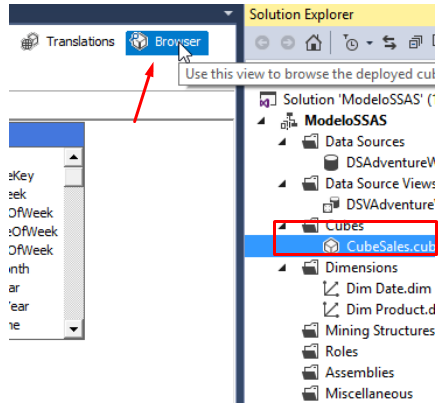 Solution Explorer
Translations
Browser
Use this view to browse the deployed cub
Solution 'ModeloSSAS' (
ModeloSSAS
Data Sources
DSAdventureW
Data Source Views
DSVAdventure
Cubes
CubeSales.cub
Dimensions
Dim Date.dim
Dim Product.d
Mining Structures
Roles
Assemblies
Miscellaneous
eKey
eek
OfWeek
eOfWeek
OfWeek
onth
ar
Year
ne